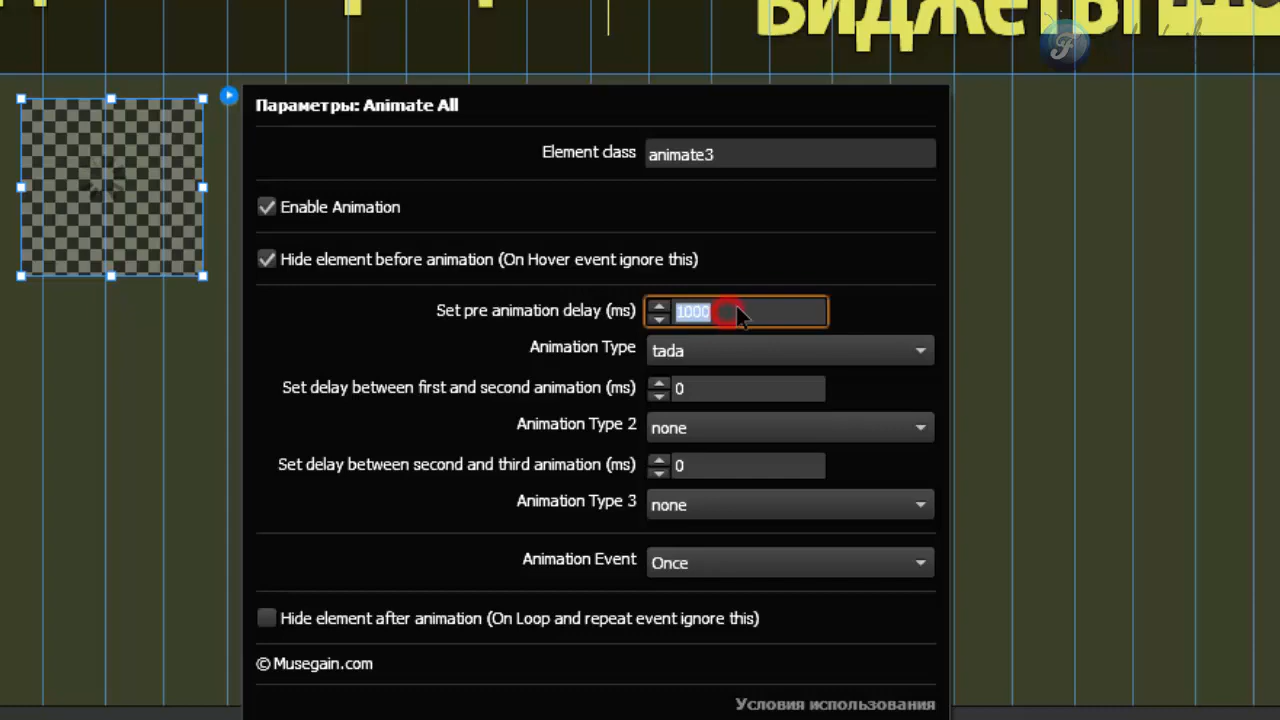 Виджеты
Параметры: Animate All
Element class animate3
Enable Animation
Hide element before animation (On Hover event ignore this)
Set pre animation delay (ms) 1000
Animation Type tada
Set delay between first and second animation (ms) 0
Animation Type 2 none
Set delay between second and third animation (ms) 0
Animation Type 3 none
Animation Event Once
Hide element after animation (On Loop and repeat event ignore this)
© Musegain.com
Условия использования